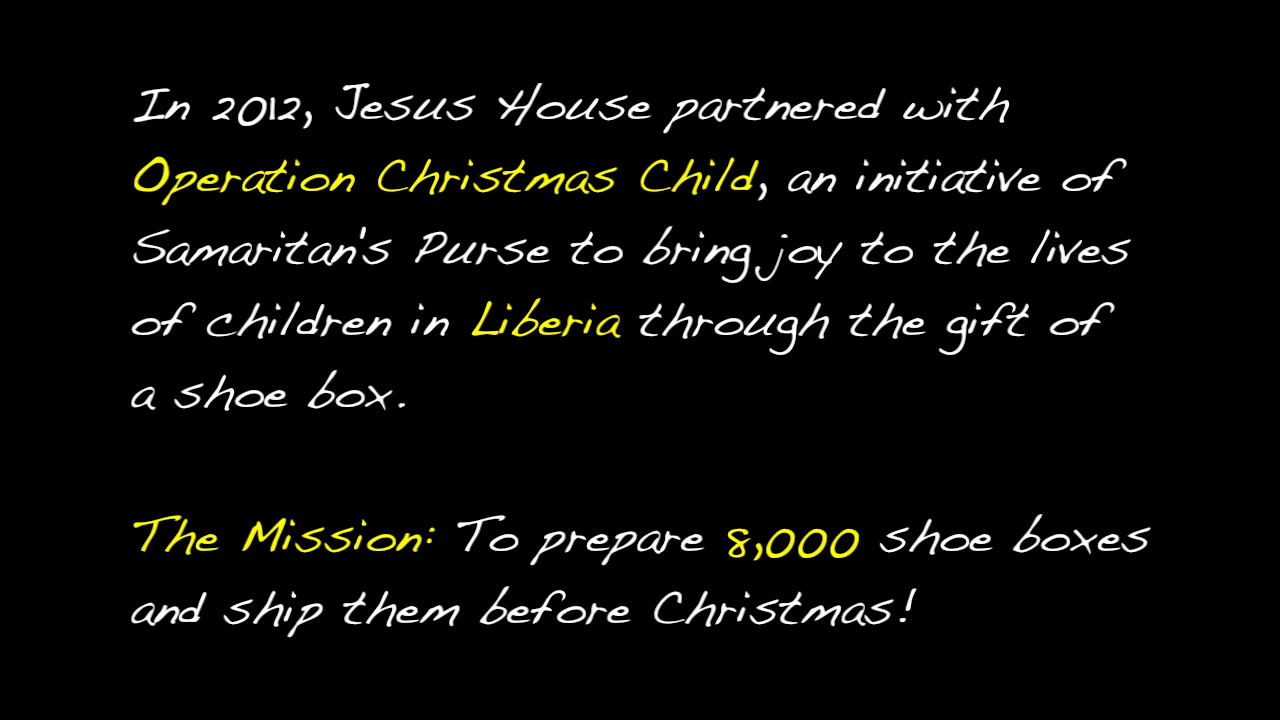 In 2012, Jesus House partnered with
Operation Christmas Child, an initiative of
Samaritan's Purse to bring joy to the lives
of children in Liberia through the gift of
a shoe box.
The Mission: To prepare 8,000 shoe boxes
and ship them before Christmas!